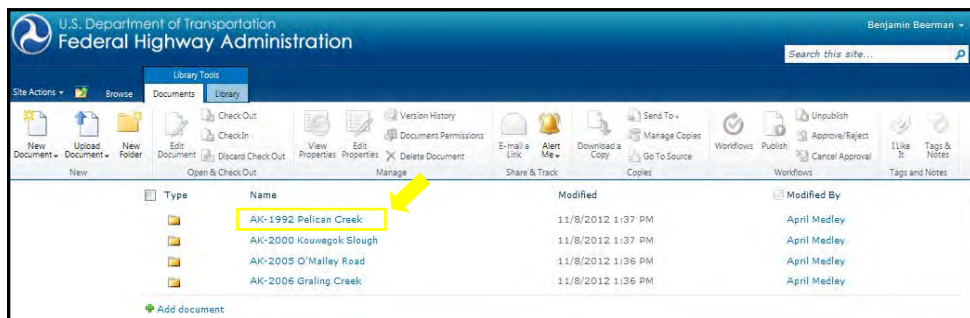 U.S. Department of Transportation
Federal Highway Administration
Benjamin Beerman
Search this site...
Library Tools
Site Actions Browse Documents Library
New Document
Upload Document
New Folder
New
Edit Document
Check Out
Check In
Discard Check Out
Open & Check Out
View Properties
Edit Properties
Version History
Document Permissions
Delete Document
Manage
E-mail a Link
Alert Me
Share & Track
Download a Copy
Send To
Manage Copies
Go To Source
Copies
Workflows
Publish
Unpublish
Approve/Reject
Cancel Approval
Workflows
I Like It
Tags & Notes
Tags and Notes
Type Name Modified Modified By
AK-1992 Pelican Creek 11/8/2012 1:37 PM April Medley
AK-2000 Kouwegok Slough 11/8/2012 1:37 PM April Medley
AK-2005 O'Malley Road 11/8/2012 1:36 PM April Medley
AK-2006 Graling Creek 11/8/2012 1:36 PM April Medley
Add document